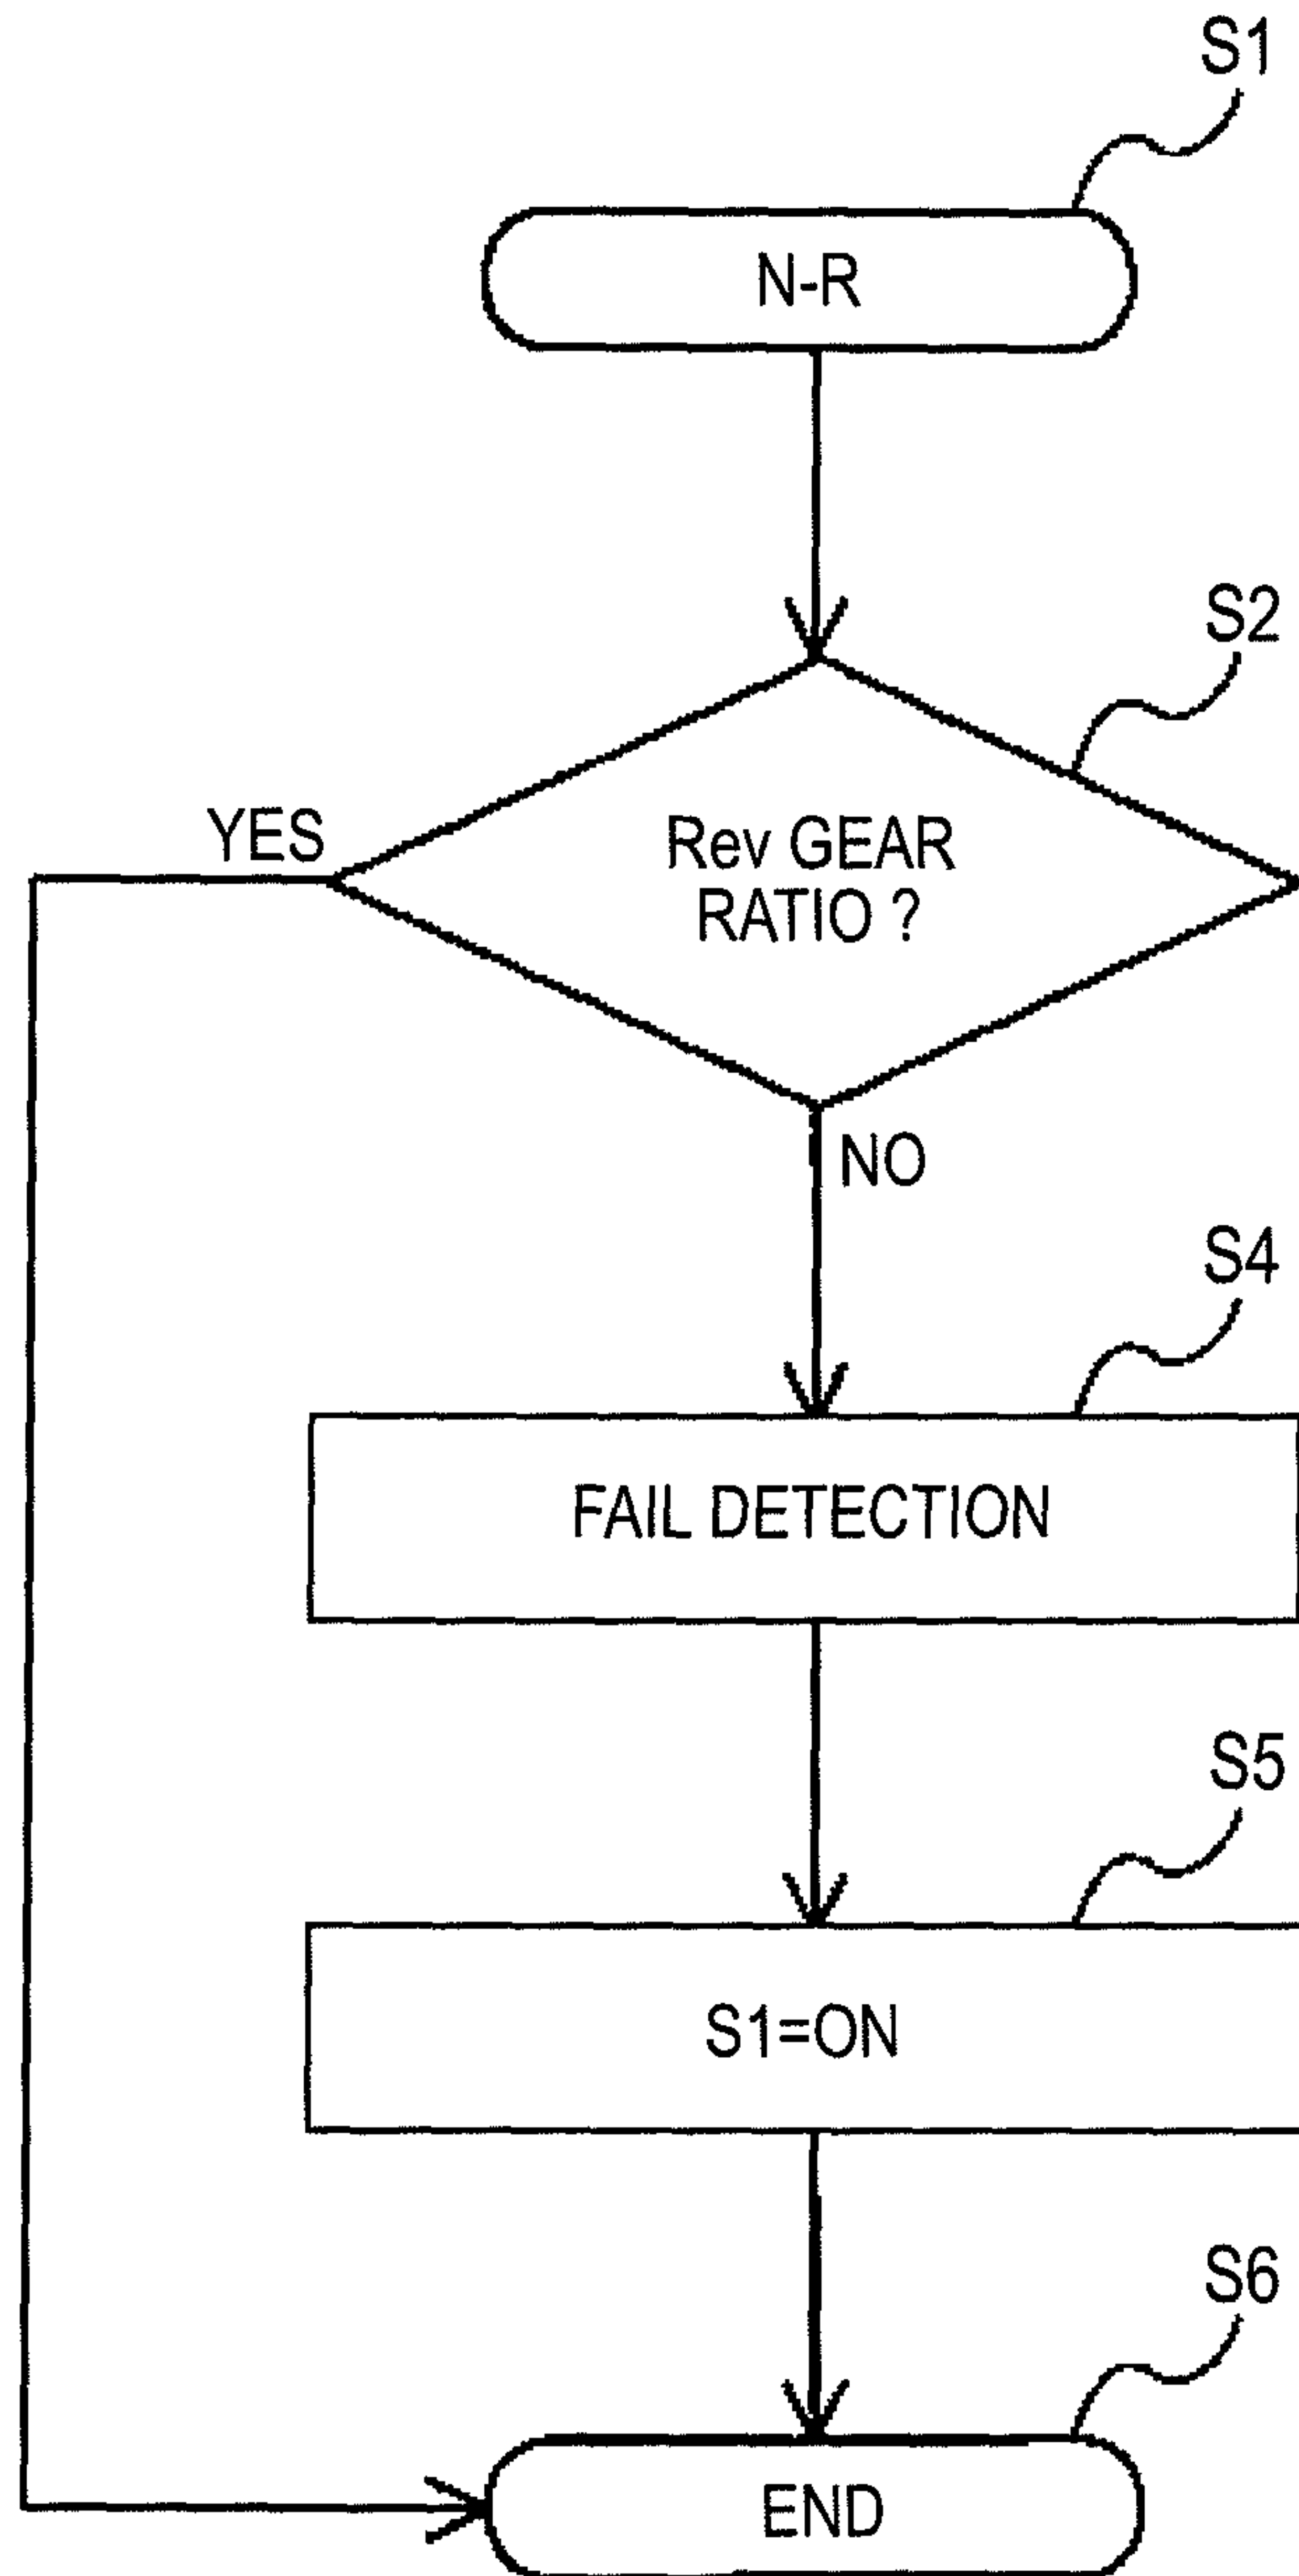 S1
N-R
S2
YES
Rev GEAR
RATIO ?
NO
S4
FAIL DETECTION
S5
S1=ON
S6
END